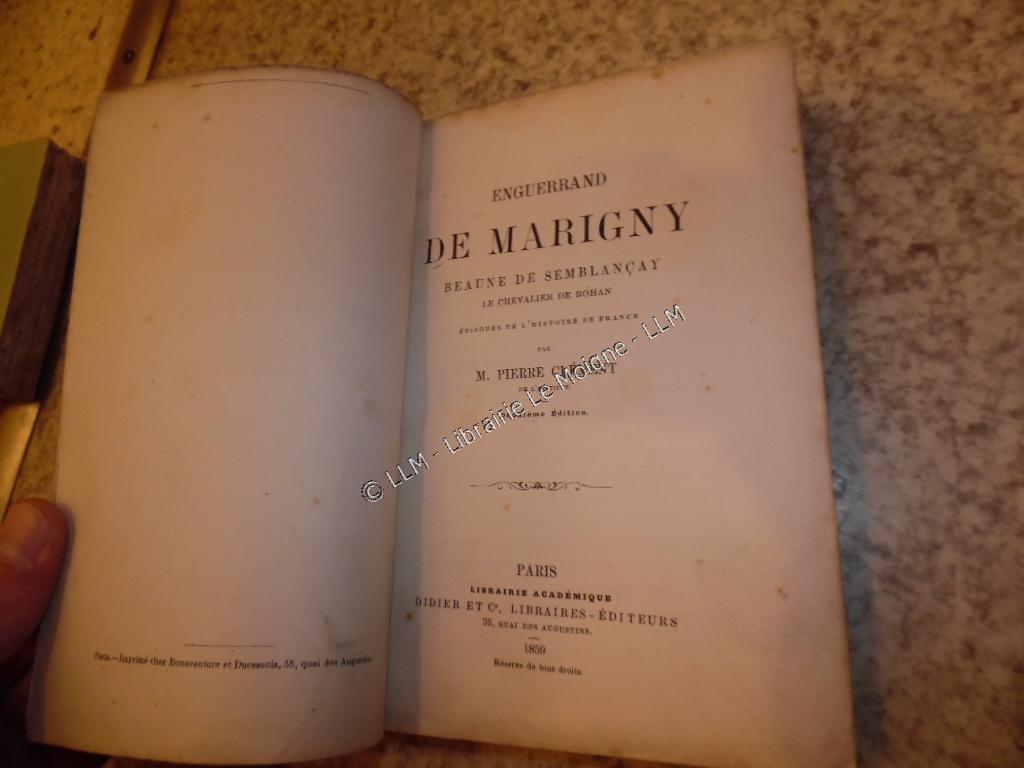 Paris.—Imprimé chez Bonaventure et Ducessois, 55, quai des Augustins
ENGUERRAND
DE MARIGNY
BEAUNE DE SEMBLANÇAY
LE CHEVALIER DE ROHAN
ÉPISODES DE L'HISTOIRE DE FRANCE
PAR
M. PIERRE CLÉMENT
Édition.
PARIS
LIBRAIRIE ACADÉMIQUE
DIDIER ET Ce, LIBRAIRES-ÉDITEURS
35, QUAI DES AUGUSTINS.
1859
Réserve de tous droits.
© LLM - Librairie Le Moigne - LLM